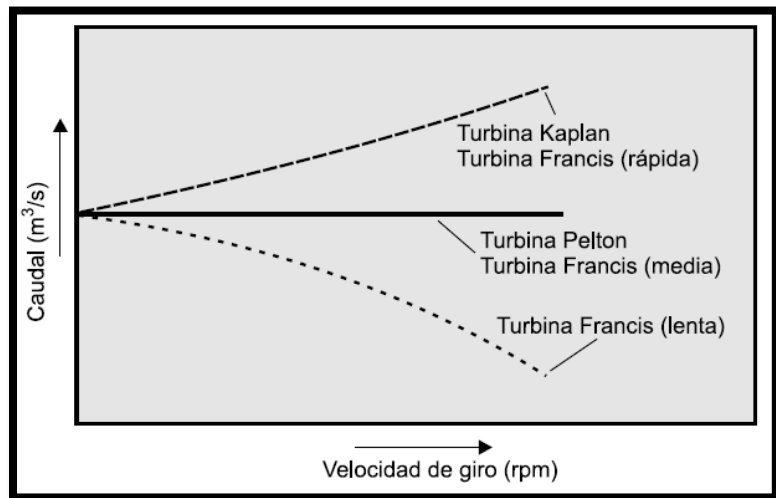 Caudal (m³/s)
Turbina Kaplan
Turbina Francis (rápida)
Turbina Pelton
Turbina Francis (media)
Turbina Francis (lenta)
Velocidad de giro (rpm)